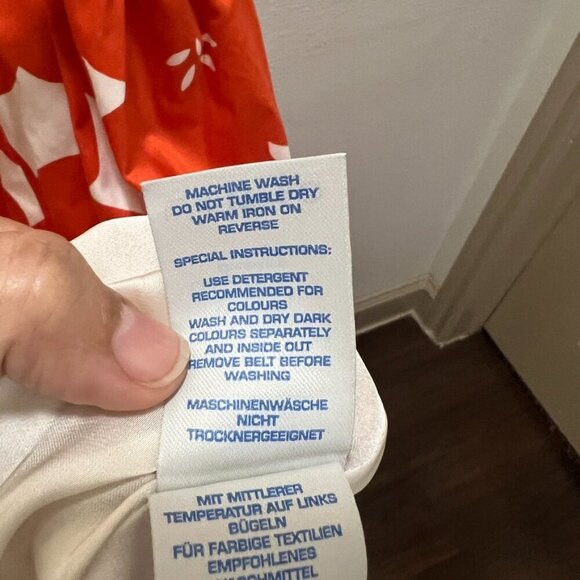 MACHINE WASH
DO NOT TUMBLE DRY
WARM IRON ON
REVERSE
SPECIAL INSTRUCTIONS:
USE DETERGENT
RECOMMENDED FOR
COLOURS
WASH AND DRY DARK
COLOURS SEPARATELY
AND INSIDE OUT
REMOVE BELT BEFORE
WASHING
MASCHINENWÄSCHE
NICHT
TROCKNERGEEIGNET
MIT MITTLERER
TEMPERATUR AUF LINKS
BÜGELN
FÜR FARBIGE TEXTILIEN
EMPFOHLENES